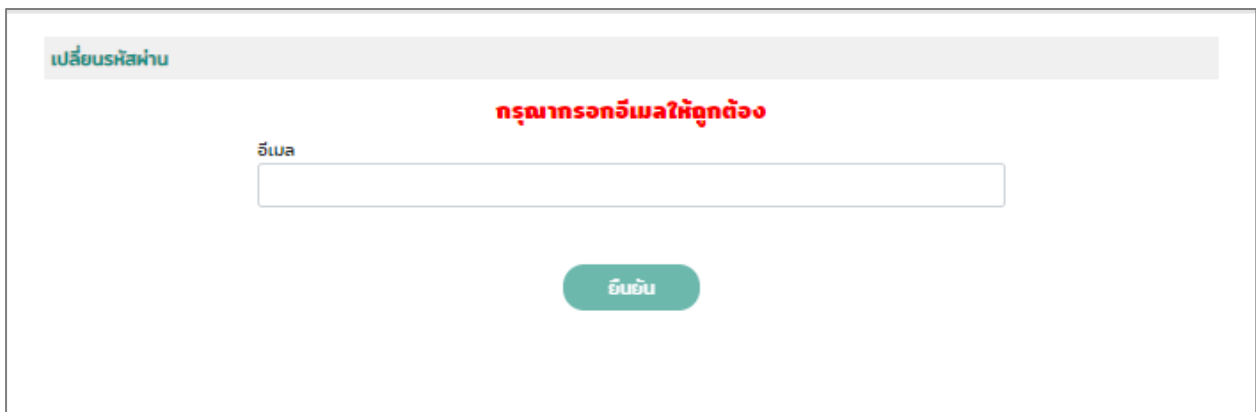 เปลี่ยนรหัสผ่าน
กรุณากรอกอีเมลให้ถูกต้อง
อีเมล
ยืนยัน